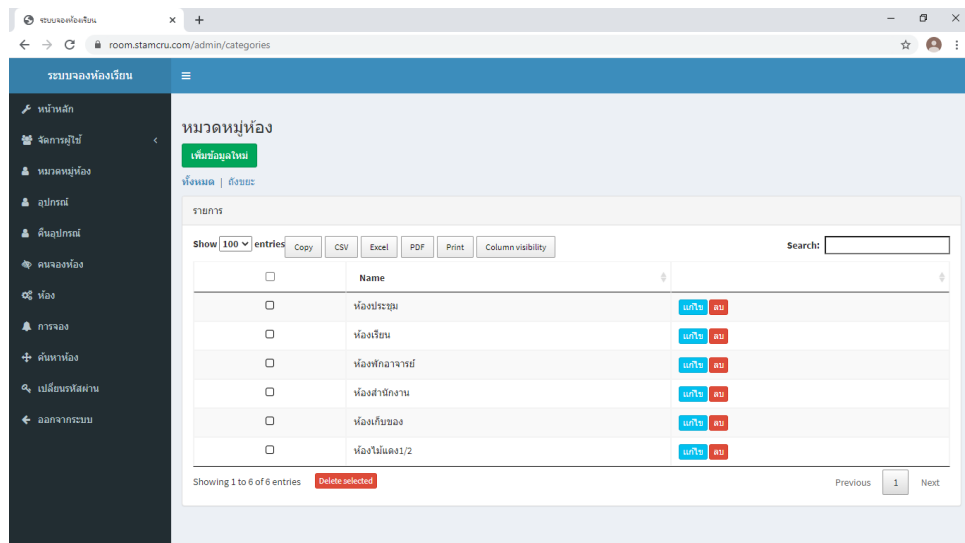 ระบบจองห้องเรียน
room.stamcru.com/admin/categories
ระบบจองห้องเรียน
หน้าหลัก
จัดการผู้ใช้
หมวดหมู่ห้อง
อุปกรณ์
คืนอุปกรณ์
คนจองห้อง
ห้อง
การจอง
ค้นหาห้อง
เปลี่ยนรหัสผ่าน
ออกจากระบบ
หมวดหมู่ห้อง
เพิ่มข้อมูลใหม่
ทั้งหมด | ถังขยะ
รายการ
Show 100 entries Copy CSV Excel PDF Print Column visibility Search:
Name
ห้องประชุม แก้ไข ลบ
ห้องเรียน แก้ไข ลบ
ห้องพักอาจารย์ แก้ไข ลบ
ห้องสำนักงาน แก้ไข ลบ
ห้องเก็บของ แก้ไข ลบ
ห้องไม้แดง1/2 แก้ไข ลบ
Showing 1 to 6 of 6 entries Delete selected Previous 1 Next